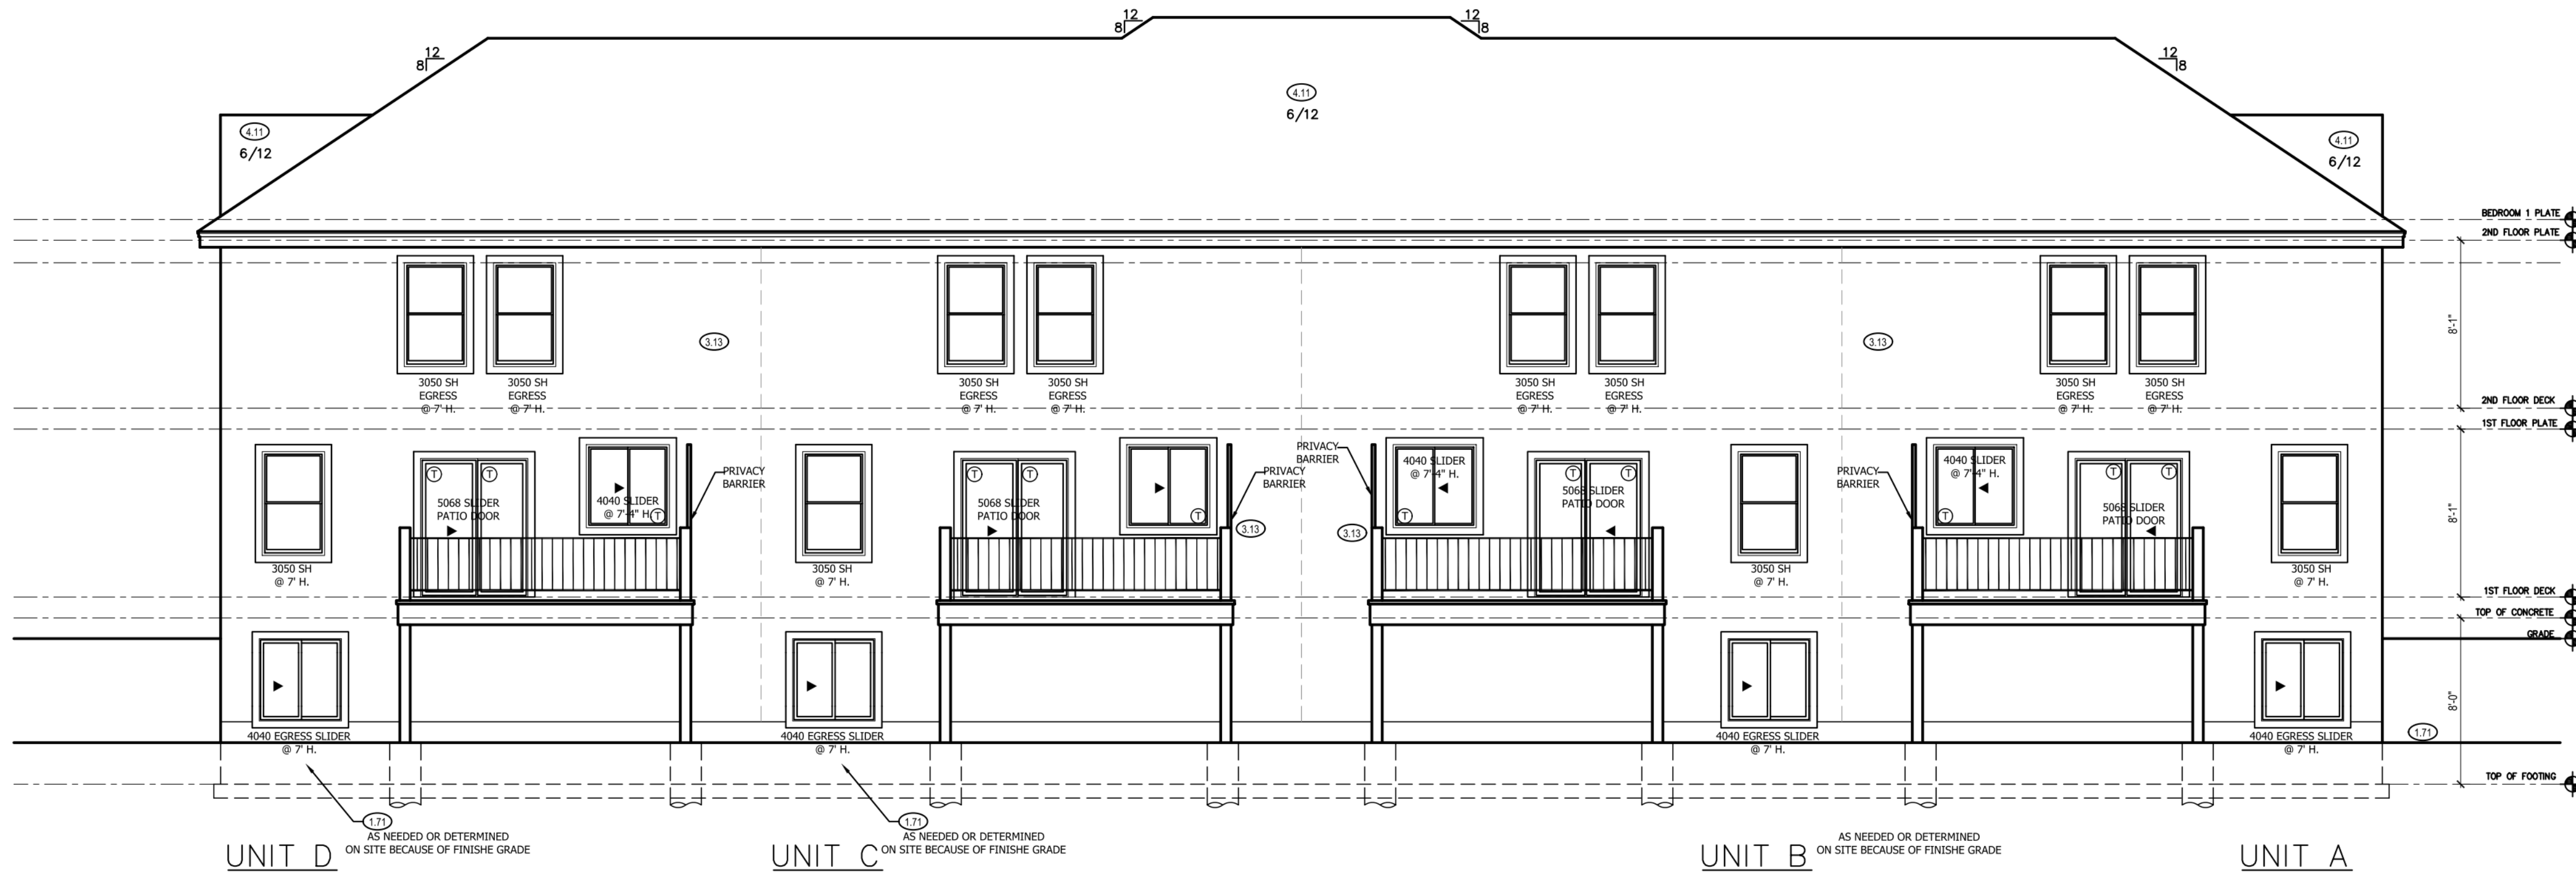 12
8
12
8
12
8
12
8
4.11
6/12
4.11
6/12
4.11
6/12
BEDROOM 1 PLATE
2ND FLOOR PLATE
8'-1"
3.13
3.13
3050 SH
EGRESS
@ 7' H.
3050 SH
EGRESS
@ 7' H.
3050 SH
EGRESS
@ 7' H.
3050 SH
EGRESS
@ 7' H.
3050 SH
EGRESS
@ 7' H.
3050 SH
EGRESS
@ 7' H.
3050 SH
EGRESS
@ 7' H.
3050 SH
EGRESS
@ 7' H.
2ND FLOOR DECK
1ST FLOOR PLATE
8'-1"
T
T
5068 SLIDER
PATIO DOOR
4040 SLIDER
@ 7'-4" H.
T
PRIVACY
BARRIER
T
T
5068 SLIDER
PATIO DOOR
T
PRIVACY
BARRIER
3.13
PRIVACY
BARRIER
3.13
4040 SLIDER
@ 7'-4" H.
T
T
T
5068 SLIDER
PATIO DOOR
PRIVACY
BARRIER
4040 SLIDER
@ 7'-4" H.
T
T
T
5068 SLIDER
PATIO DOOR
3050 SH
@ 7' H.
3050 SH
@ 7' H.
3050 SH
@ 7' H.
3050 SH
@ 7' H.
1ST FLOOR DECK
TOP OF CONCRETE
GRADE
8'-0"
4040 EGRESS SLIDER
@ 7' H.
4040 EGRESS SLIDER
@ 7' H.
4040 EGRESS SLIDER
@ 7' H.
4040 EGRESS SLIDER
@ 7' H.
1.71
TOP OF FOOTING
1.71
AS NEEDED OR DETERMINED
ON SITE BECAUSE OF FINISHE GRADE
1.71
AS NEEDED OR DETERMINED
ON SITE BECAUSE OF FINISHE GRADE
AS NEEDED OR DETERMINED
ON SITE BECAUSE OF FINISHE GRADE
UNIT D
UNIT C
UNIT B
UNIT A